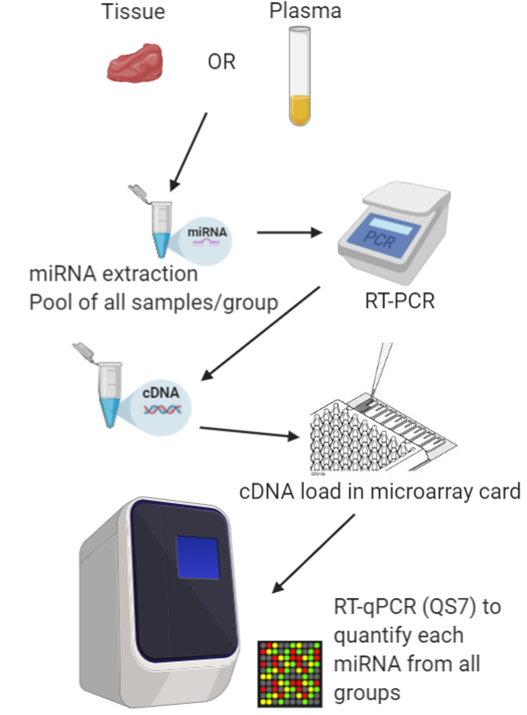 Tissue
Plasma
OR
miRNA
miRNA extraction
Pool of all samples/group
PCR
RT-PCR
cDNA
cDNA load in microarray card
RT-qPCR (QS7) to
quantify each
miRNA from all
groups